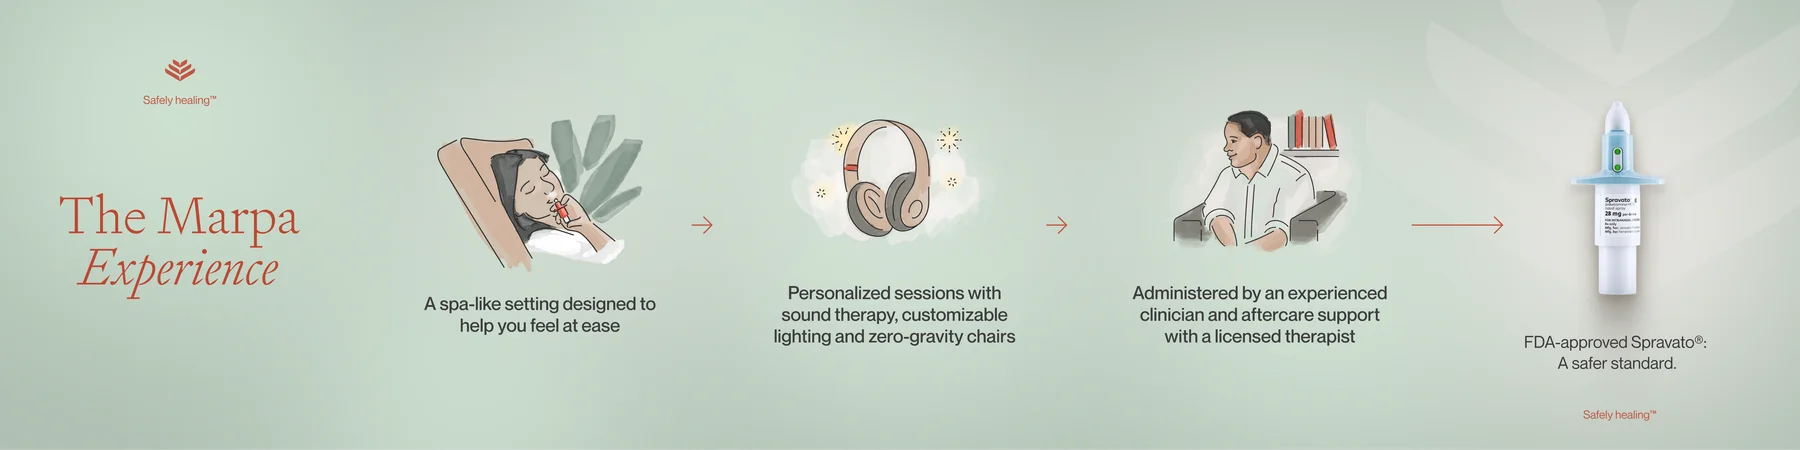 Safely healing™
The Marpa
Experience
A spa-like setting designed to
help you feel at ease
Personalized sessions with
sound therapy, customizable
lighting and zero-gravity chairs
Administered by an experienced
clinician and aftercare support
with a licensed therapist
Spravato
28 mg
FDA-approved Spravato®:
A safer standard.
Safely healing™